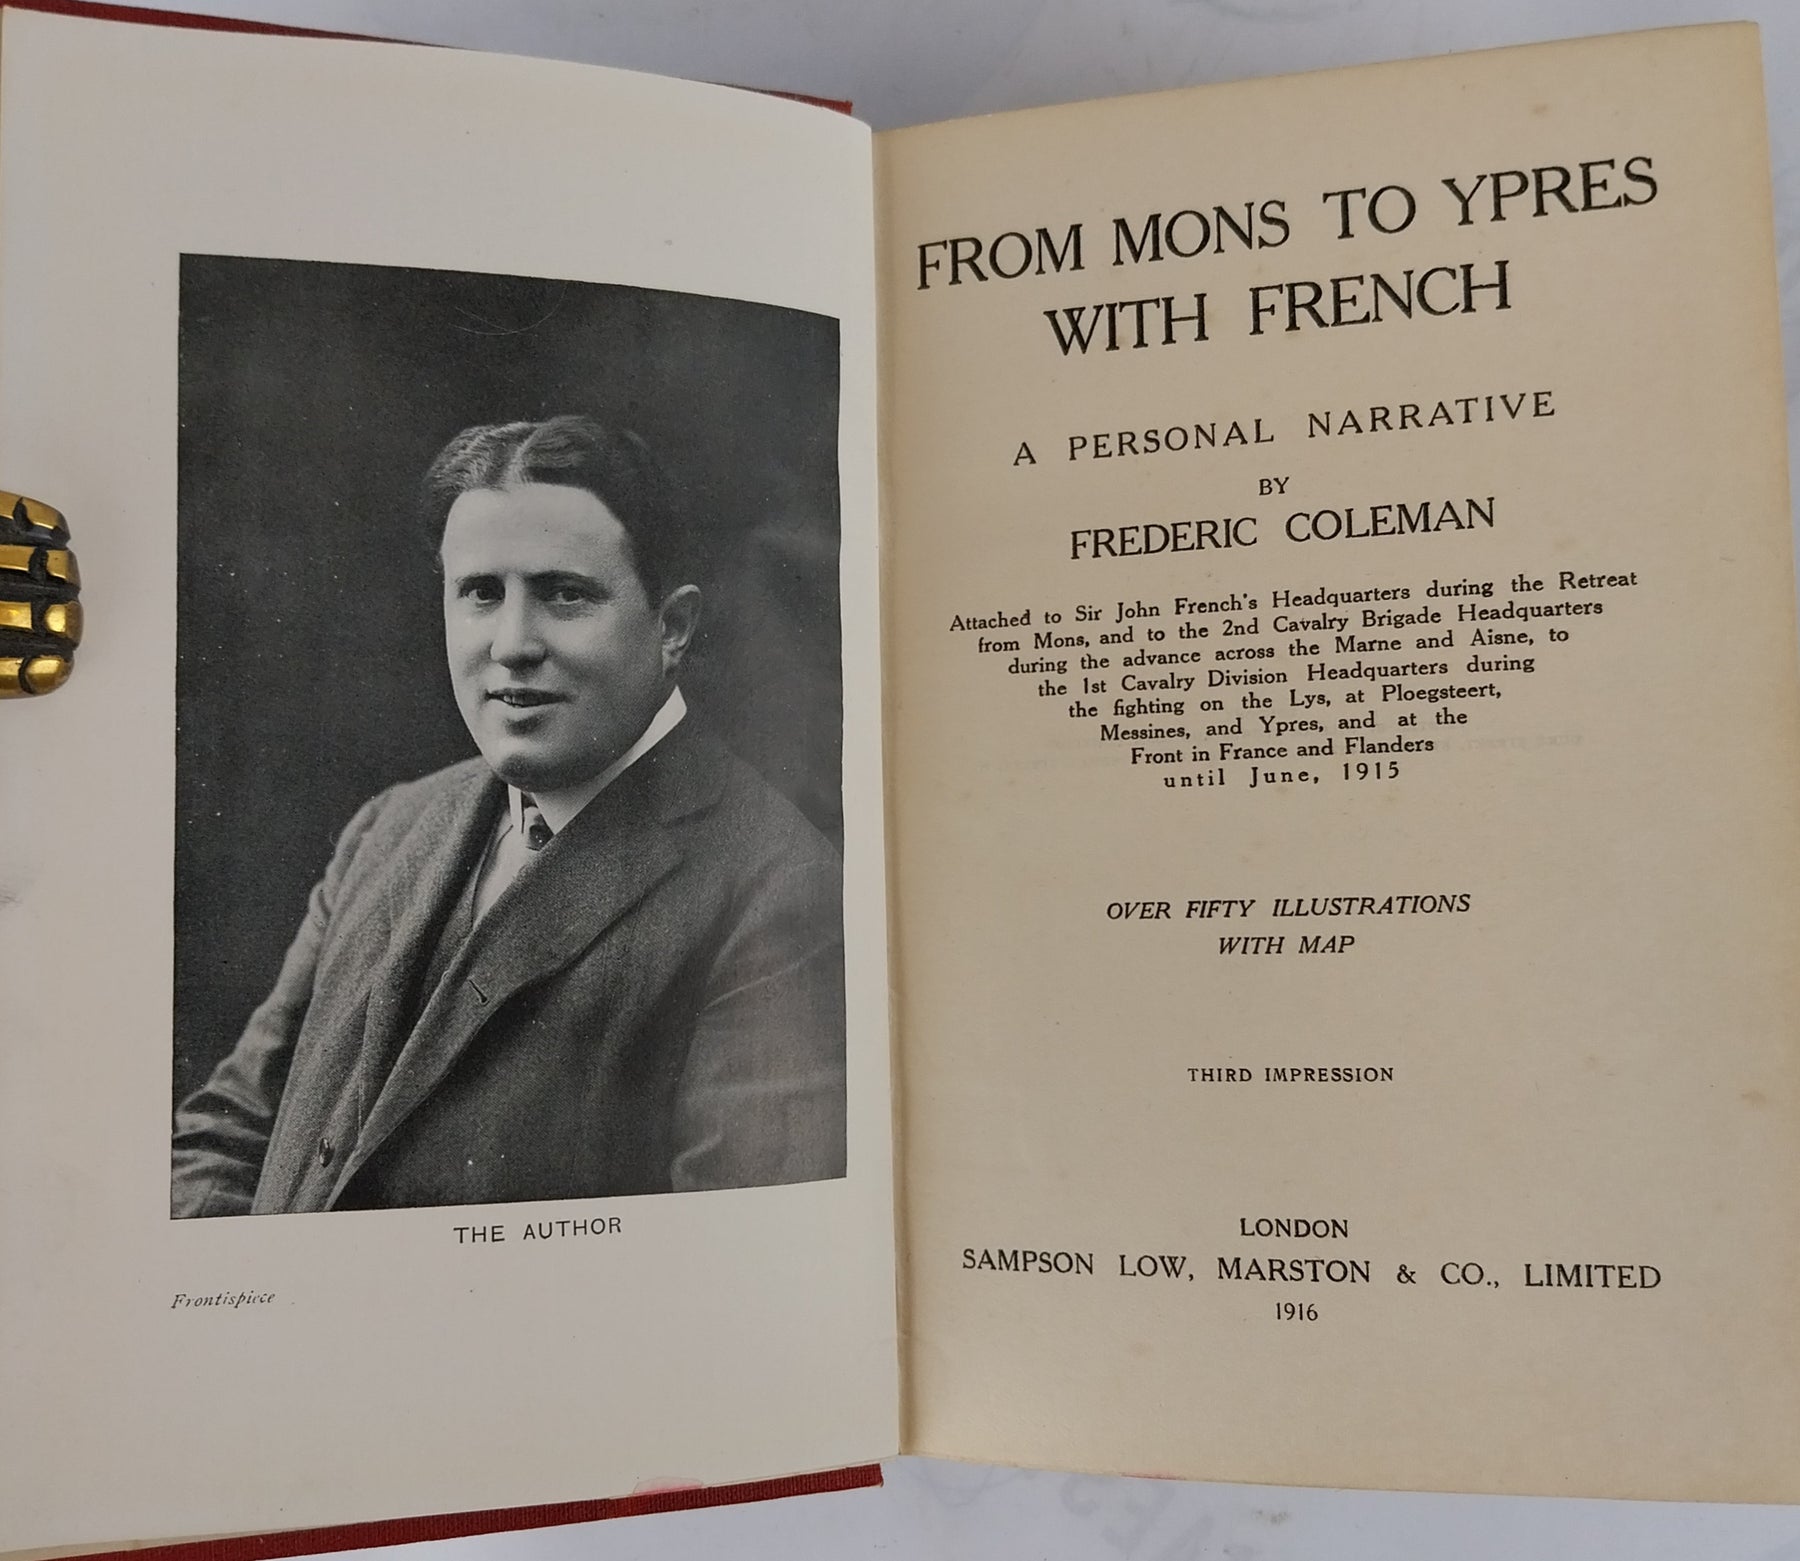 THE AUTHOR
Frontispiece
FROM MONS TO YPRES
WITH FRENCH
A PERSONAL NARRATIVE
BY
FREDERIC COLEMAN
Attached to Sir John French's Headquarters during the Retreat
from Mons, and to the 2nd Cavalry Brigade Headquarters
during the advance across the Marne and Aisne, to
the 1st Cavalry Division Headquarters during
the fighting on the Lys, at Ploegsteert,
Messines, and Ypres, and at the
Front in France and Flanders
until June, 1915
OVER FIFTY ILLUSTRATIONS
WITH MAP
THIRD IMPRESSION
LONDON
SAMPSON LOW, MARSTON & CO., LIMITED
1916